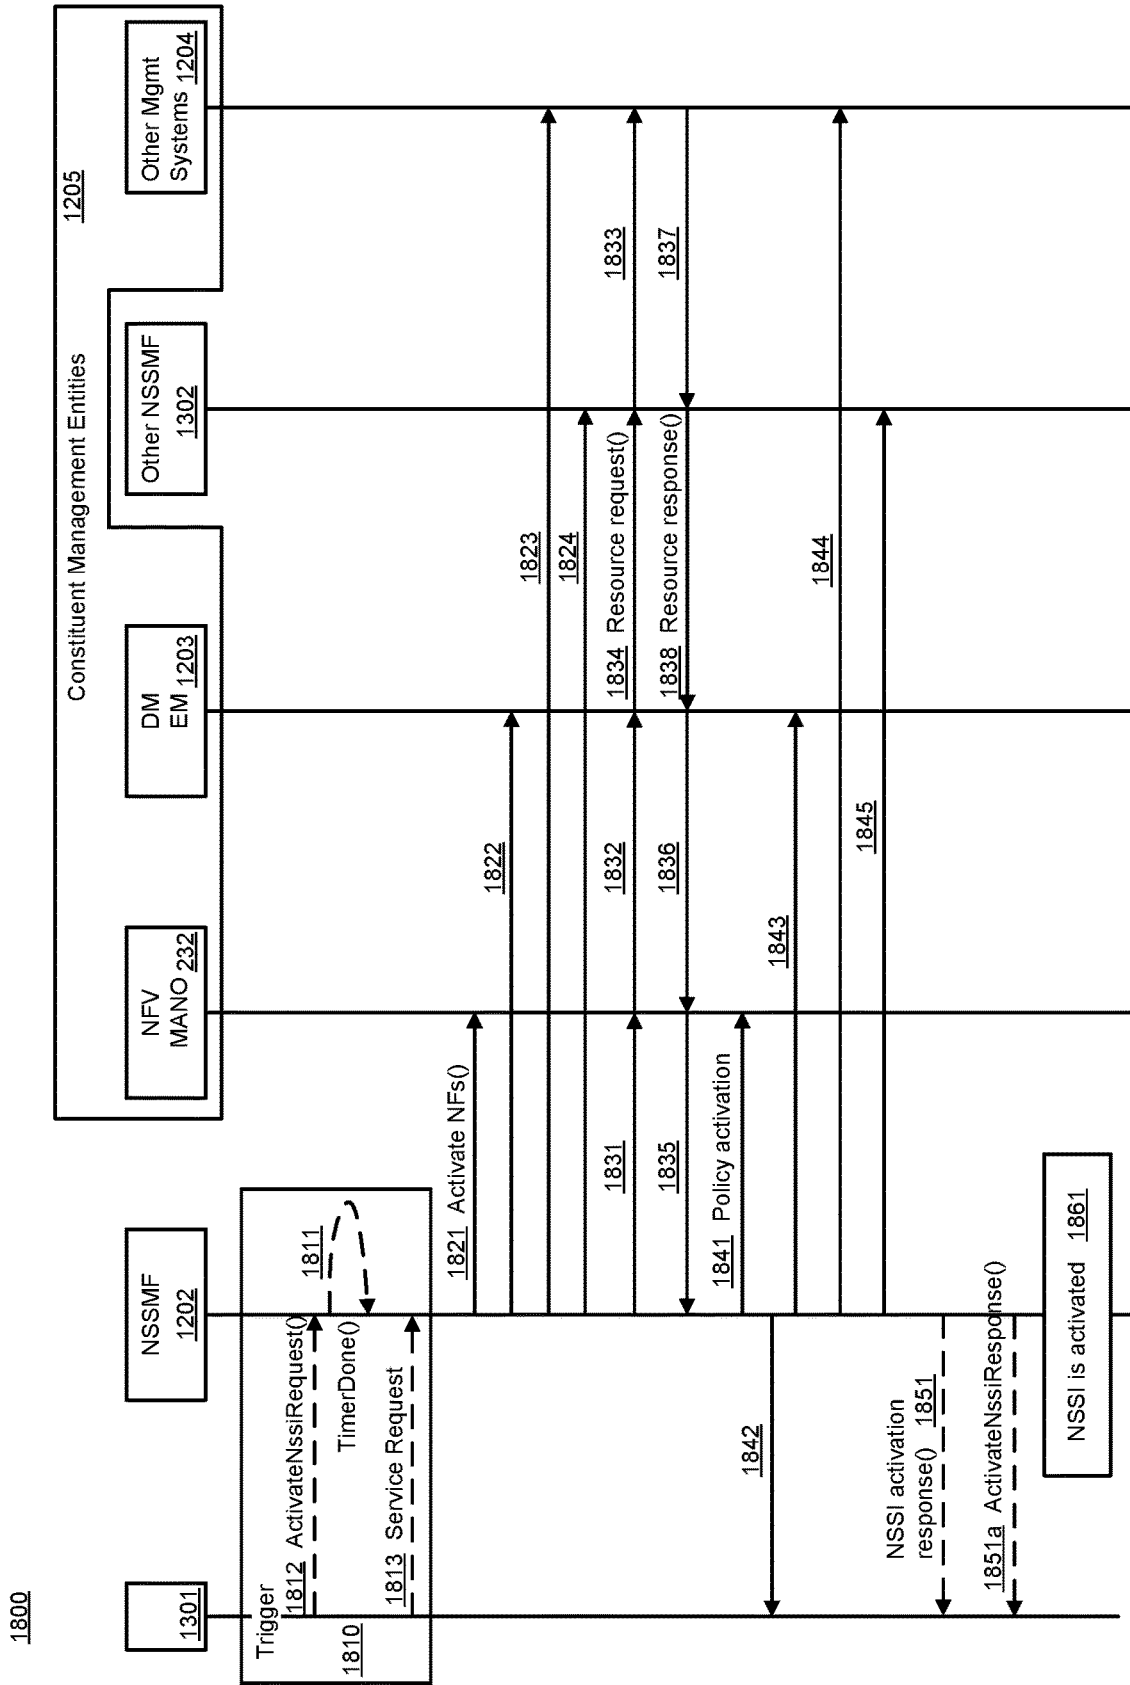 1800
Constituent Management Entities
1205
1301
NSSMF
1202
NFV
MANO 232
DM
EM 1203
Other NSSMF
1302
Other Mgmt
Systems 1204
Trigger
1810
1812 ActivateNssiRequest()
1811
TimerDone()
1813 Service Request
1821 Activate NFs()
1822
1823
1824
1831
1832
1834 Resource request()
1833
1835
1836
1838 Resource response()
1837
1841 Policy activation
1842
1843
1844
1845
NSSI activation
response() 1851
1851a ActivateNssiResponse()
NSSI is activated 1861